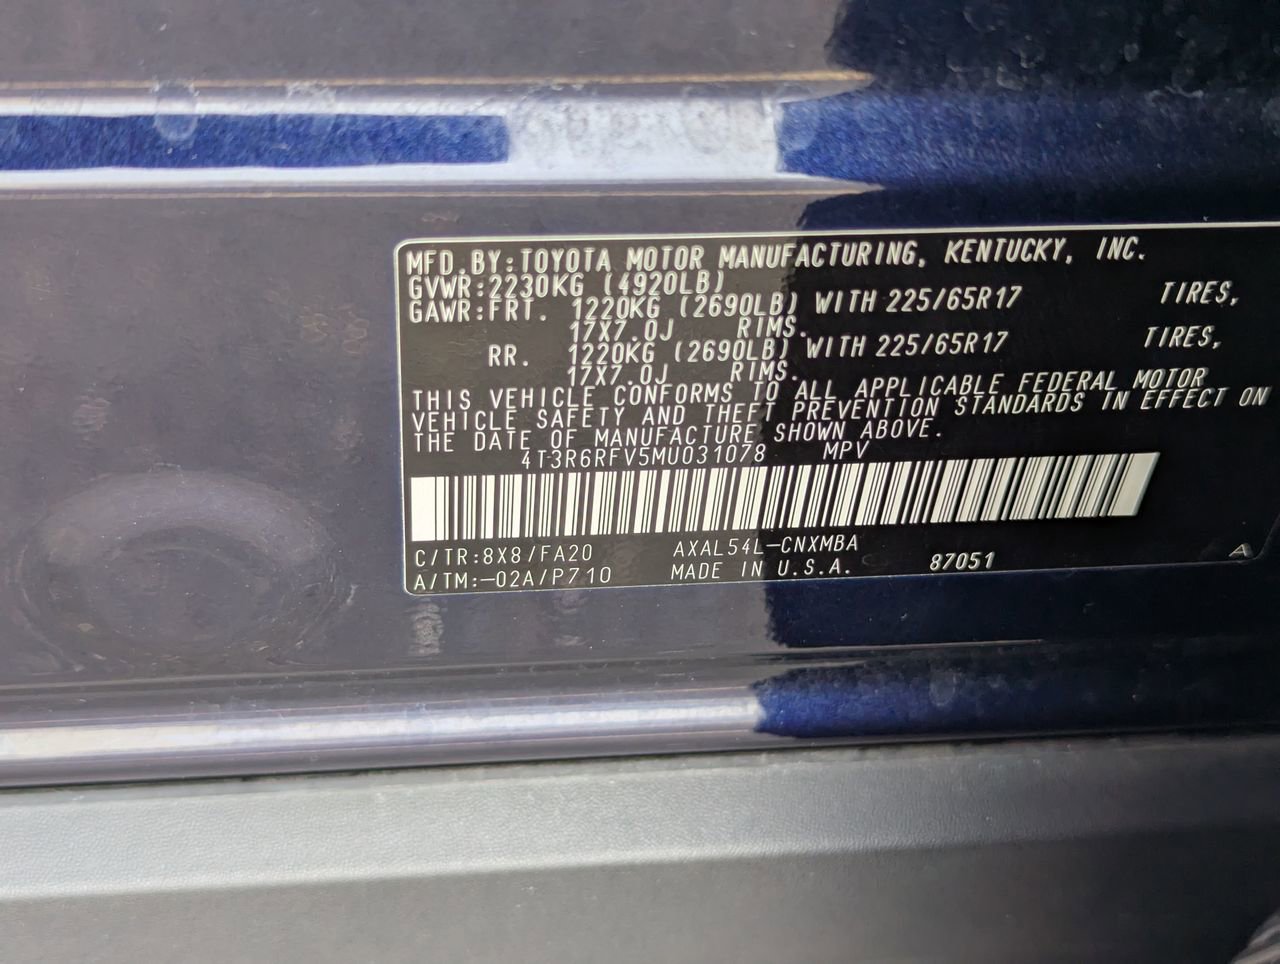 MFD.BY:TOYOTA MOTOR MANUFACTURING, KENTUCKY, INC.
GVWR:2230KG (4920LB)
GAWR:FRT. 1220KG (2690LB) WITH 225/65R17 TIRES,
17X7.0J RIMS.
RR. 1220KG (2690LB) WITH 225/65R17 TIRES,
17X7.0J RIMS.
THIS VEHICLE CONFORMS TO ALL APPLICABLE FEDERAL MOTOR
VEHICLE SAFETY AND THEFT PREVENTION STANDARDS IN EFFECT ON
THE DATE OF MANUFACTURE SHOWN ABOVE.
4T3R6RFV5MU031078 MPV
C/TR:8X8/FA20 AXAL54L-CNXMBA
A/TM:-02A/P710 MADE IN U.S.A. 87051 A